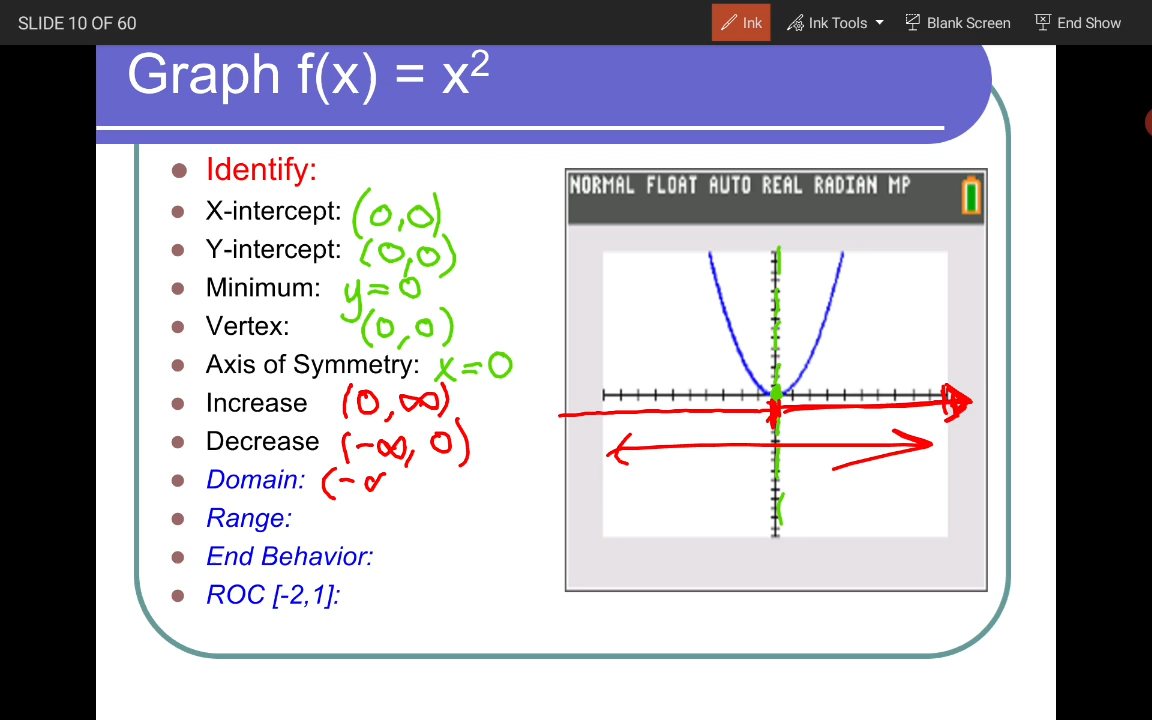 SLIDE 10 OF 60
Ink
Ink Tools
Blank Screen
End Show
Graph f(x) = x²
Identify:
X-intercept: (0,0)
Y-intercept: (0,0)
Minimum: y=0
Vertex: (0,0)
Axis of Symmetry: x=0
Increase (0,∞)
Decrease (-∞,0)
Domain: (-
Range:
End Behavior:
ROC [-2,1]:
NORMAL FLOAT AUTO REAL RADIAN MP